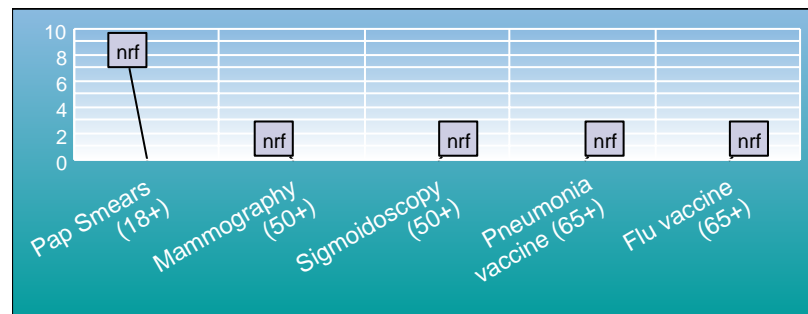 10
8
6
4
2
0
nrf
nrf
nrf
nrf
nrf
Pap Smears
(18+)
Mammography
(50+)
Sigmoidoscopy
(50+)
Pneumonia
vaccine (65+)
Flu vaccine
(65+)